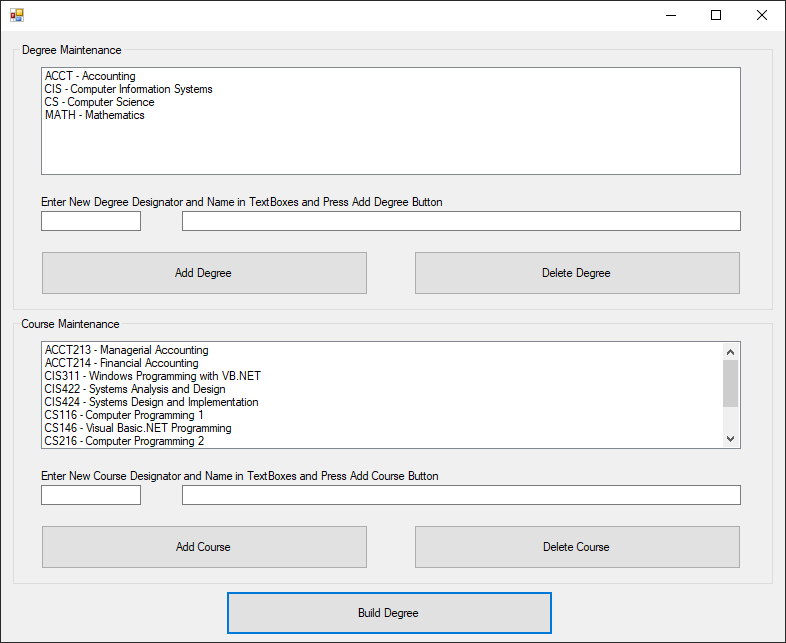 Degree Maintenance
ACCT - Accounting
CIS - Computer Information Systems
CS - Computer Science
MATH - Mathematics
Enter New Degree Designator and Name in TextBoxes and Press Add Degree Button
Add Degree
Delete Degree
Course Maintenance
ACCT213 - Managerial Accounting
ACCT214 - Financial Accounting
CIS311 - Windows Programming with VB.NET
CIS422 - Systems Analysis and Design
CIS424 - Systems Design and Implementation
CS116 - Computer Programming 1
CS146 - Visual Basic.NET Programming
CS216 - Computer Programming 2
Enter New Course Designator and Name in TextBoxes and Press Add Course Button
Add Course
Delete Course
Build Degree